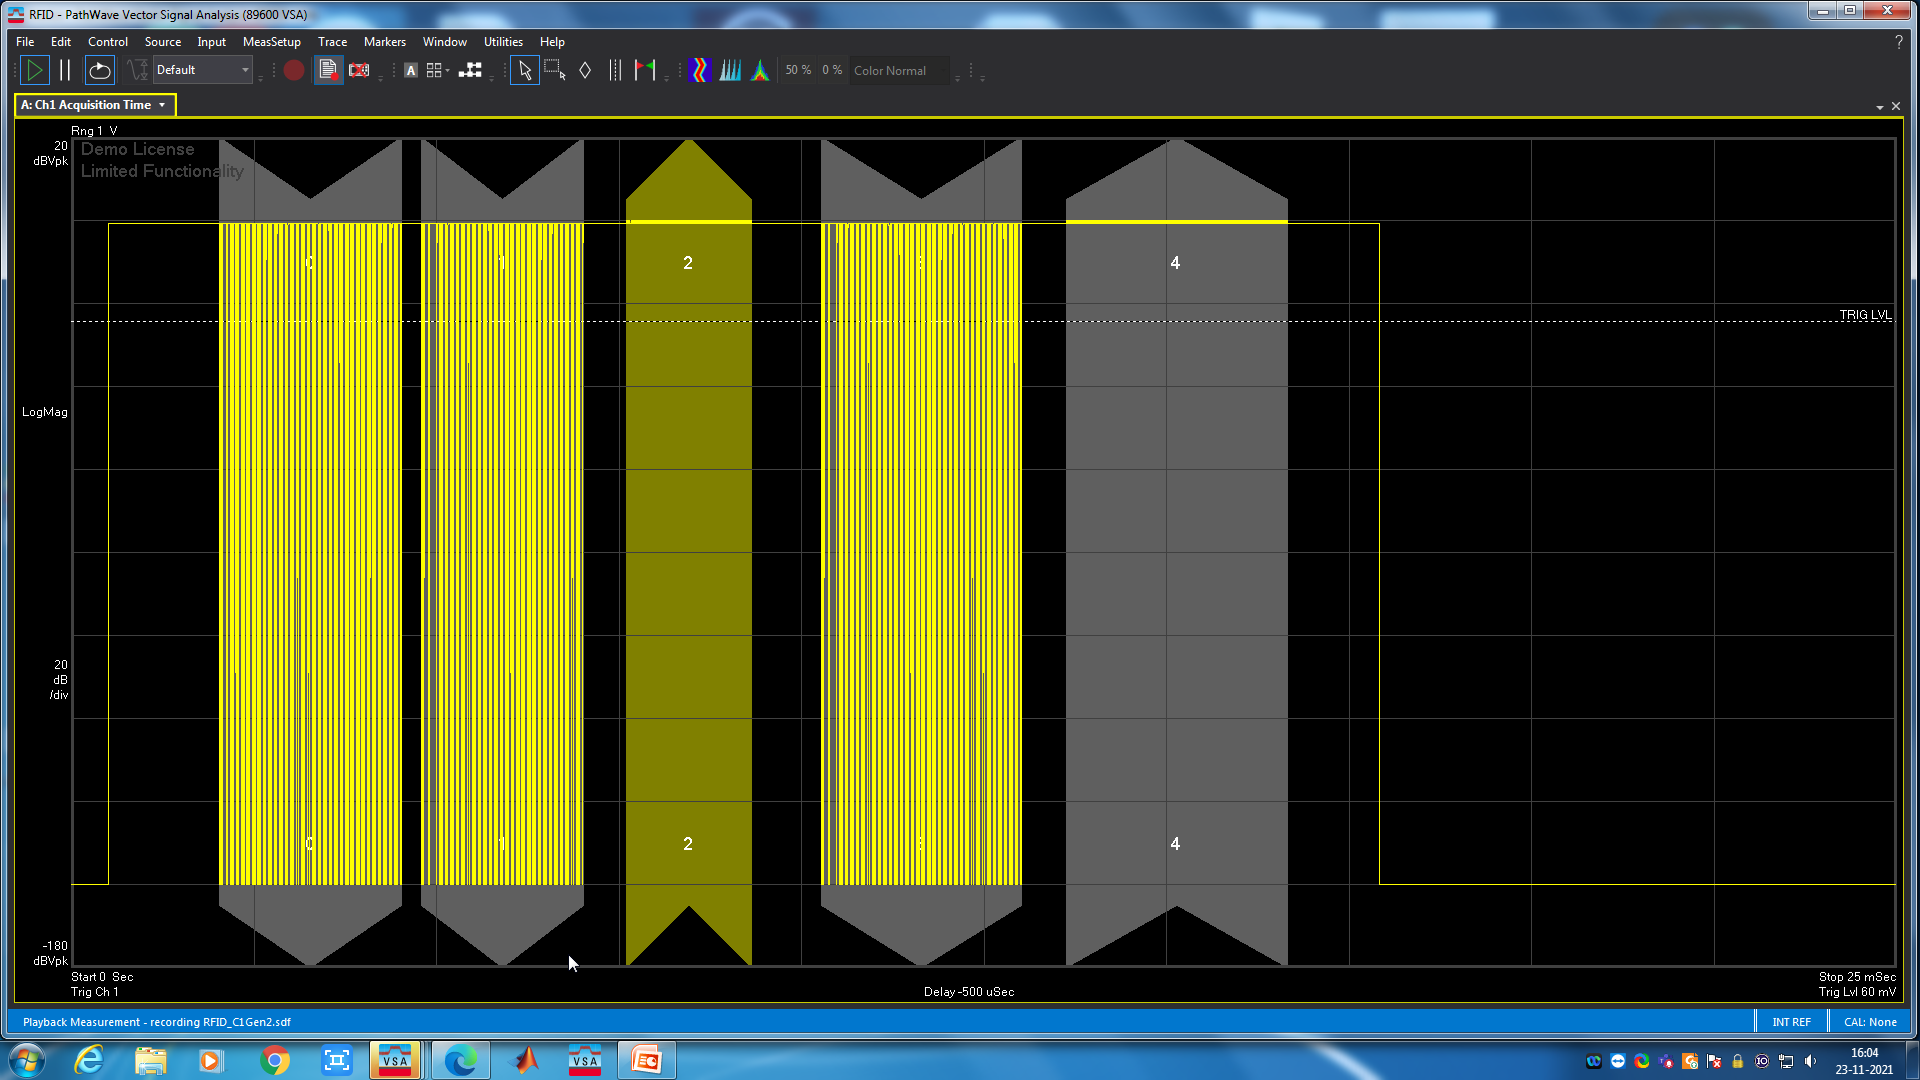 RFID - PathWave Vector Signal Analysis (89600 VSA)
File Edit Control Source Input MeasSetup Trace Markers Window Utilities Help ?
Default A 50 % 0 % Color Normal
A: Ch1 Acquisition Time
Rng 1 V
20
dBVpk
Demo License
Limited Functionality
2 4
TRIG LVL
LogMag
20
dB
/div
2 4
-180
dBVpk
Start 0 Sec Stop 25 mSec
Trig Ch 1 Delay -500 uSec Trig Lvl 60 mV
Playback Measurement - recording RFID_C1Gen2.sdf INT REF CAL: None
VSA VSA
16:04
23-11-2021